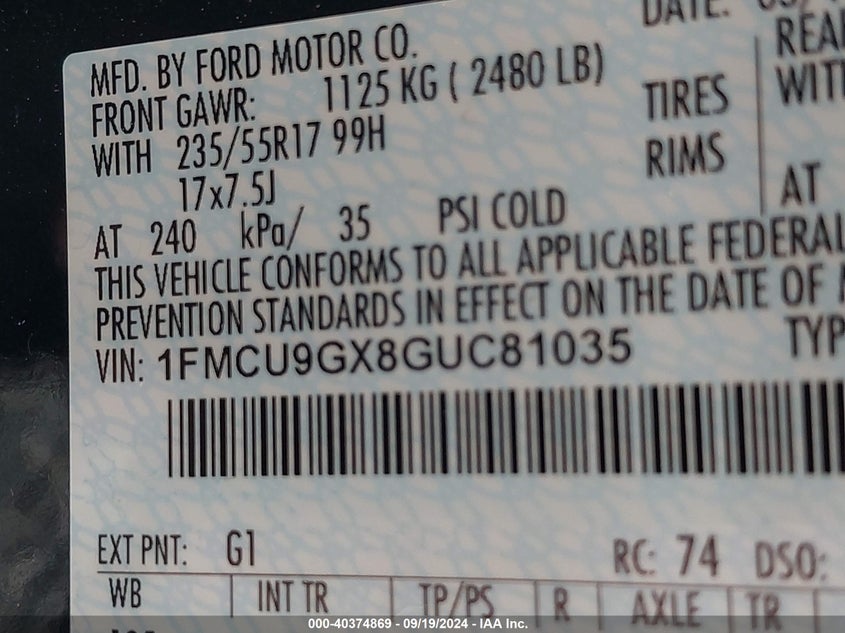 DATE:
MFD. BY FORD MOTOR CO.
FRONT GAWR: 1125 KG ( 2480 LB)
WITH 235/55R17 99H TIRES
17x7.5J RIMS
AT 240 kPa/ 35 PSI COLD
AT
THIS VEHICLE CONFORMS TO ALL APPLICABLE FEDERAL
PREVENTION STANDARDS IN EFFECT ON THE DATE OF
VIN: 1FMCU9GX8GUC81035
EXT PNT: G1 RC: 74 DSO:
WB INT TR TP/PS R AXLE TR
000-40374869 - 09/19/2024 - IAA Inc.